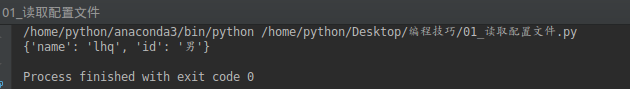 01_读取配置文件
/home/python/anaconda3/bin/python /home/python/Desktop/编程技巧/01_读取配置文件.py
{'name': 'lhq', 'id': '男'}
Process finished with exit code 0